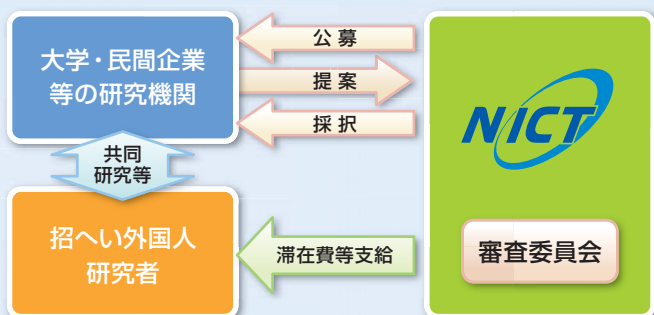 大学・民間企業
等の研究機関
公募
提案
採択
NICT
共同
研究等
招へい外国人
研究者
滞在費等支給
審査委員会